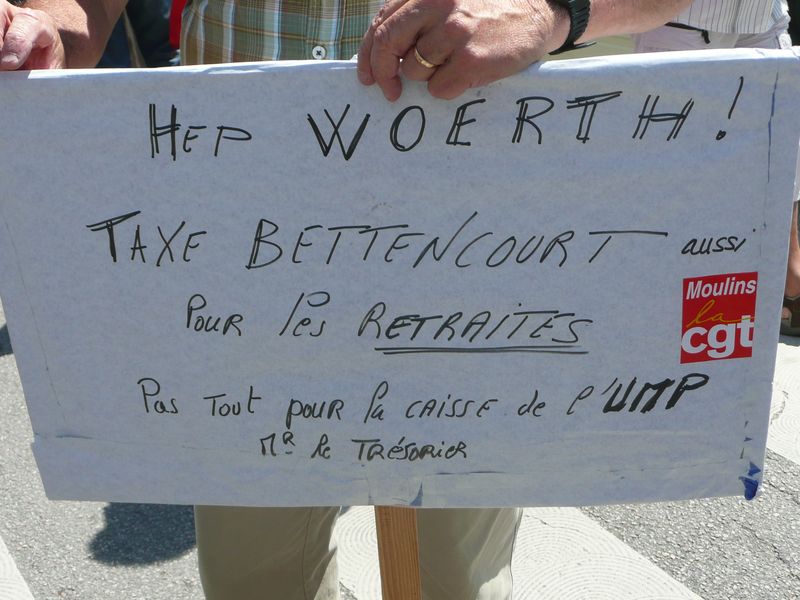 HEP WOERTH !
TAXE BETTENCOURT aussi
Pour les RETRAITES
Pas Tout pour la CAISSE de l'UMP
Mr le Trésorier
Moulins
la
cgt